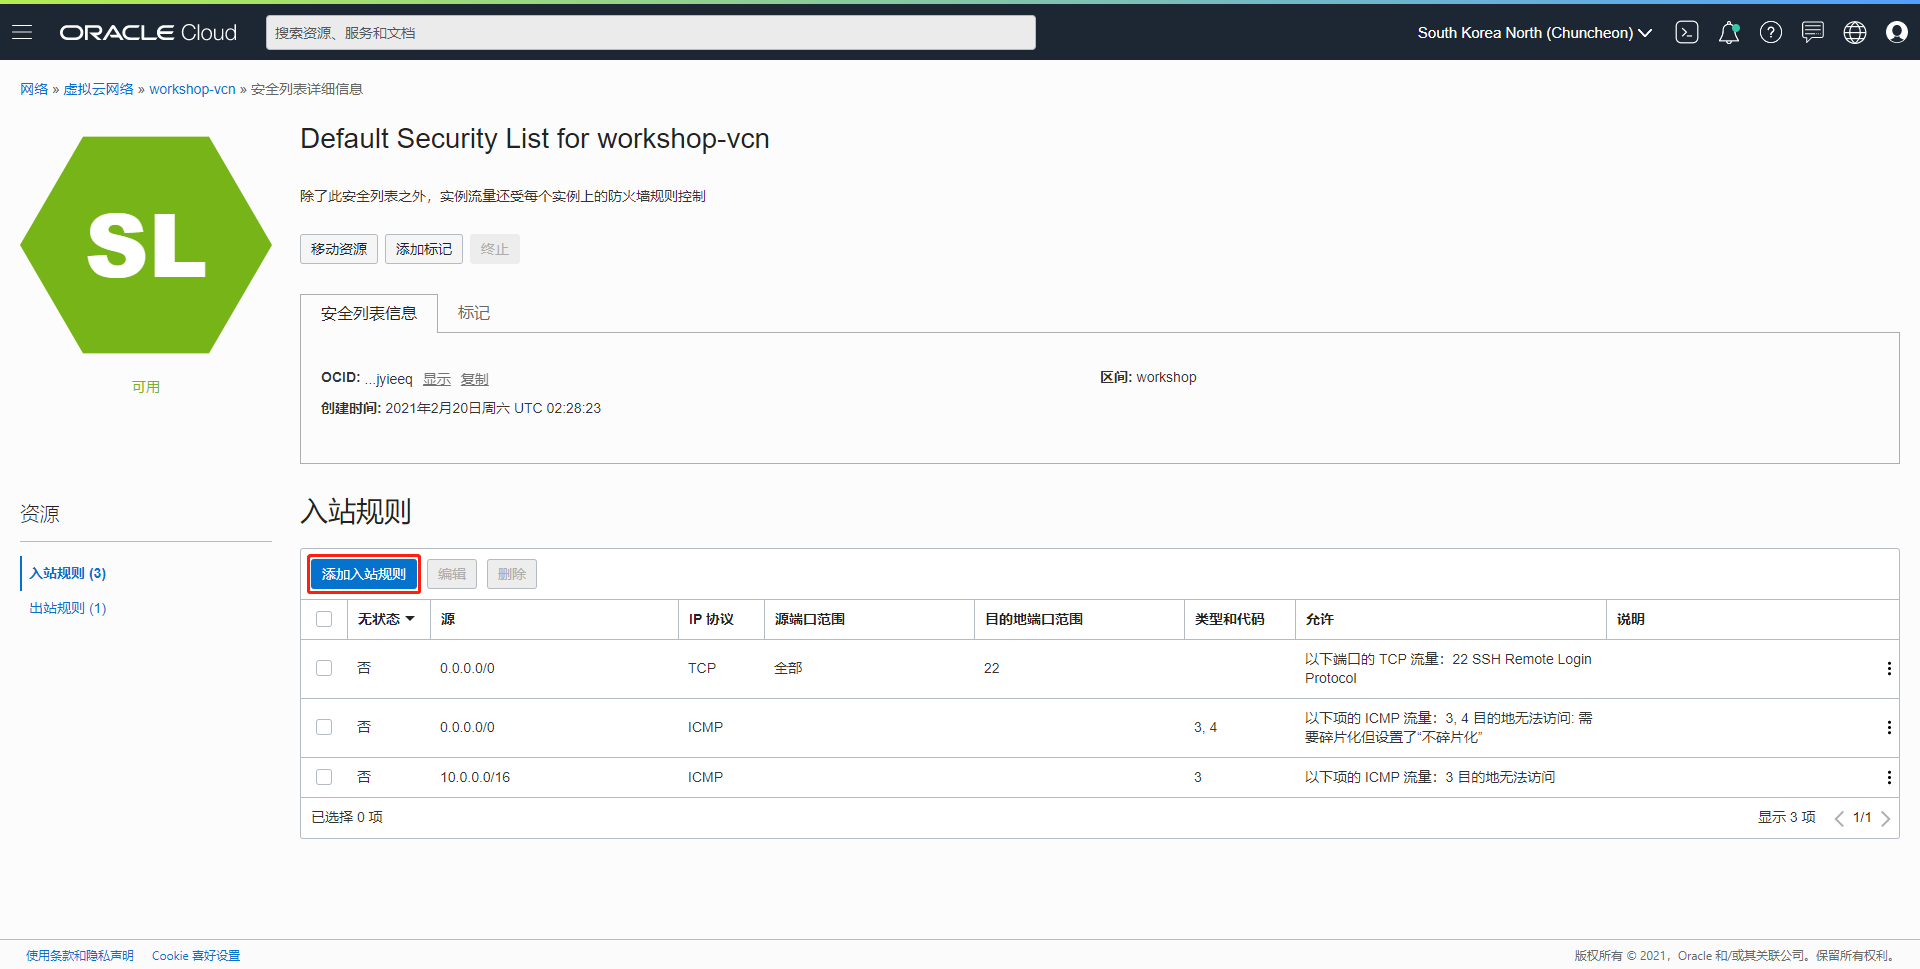 ORACLE Cloud
搜索资源、服务和文档
South Korea North (Chuncheon)
网络 » 虚拟云网络 » workshop-vcn » 安全列表详细信息
SL
可用
Default Security List for workshop-vcn
除了此安全列表之外，实例流量还受每个实例上的防火墙规则控制
移动资源 添加标记 终止
安全列表信息 标记
OCID: ...jyieeq 显示 复制
区间: workshop
创建时间: 2021年2月20日周六 UTC 02:28:23
资源
入站规则 (3)
出站规则 (1)
入站规则
添加入站规则 编辑 删除
无状态 源 IP 协议 源端口范围 目的地端口范围 类型和代码 允许 说明
否 0.0.0.0/0 TCP 全部 22 以下端口的 TCP 流量：22 SSH Remote Login
Protocol
否 0.0.0.0/0 ICMP 3, 4 以下项的 ICMP 流量：3, 4 目的地无法访问: 需
要碎片化但设置了“不碎片化”
否 10.0.0.0/16 ICMP 3 以下项的 ICMP 流量：3 目的地无法访问
已选择 0 项 显示 3 项 1/1
使用条款和隐私声明 Cookie 喜好设置
版权所有 © 2021，Oracle 和/或其关联公司。保留所有权利。